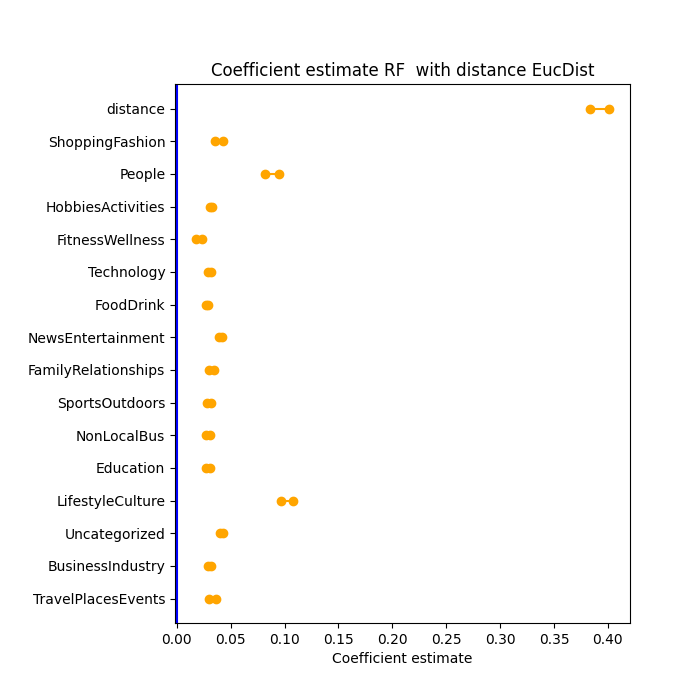 Coefficient estimate RF  with distance EucDist
distance
ShoppingFashion
People
HobbiesActivities
FitnessWellness
Technology
FoodDrink
NewsEntertainment
FamilyRelationships
SportsOutdoors
NonLocalBus
Education
LifestyleCulture
Uncategorized
BusinessIndustry
TravelPlacesEvents
0.00 0.05 0.10 0.15 0.20 0.25 0.30 0.35 0.40
Coefficient estimate